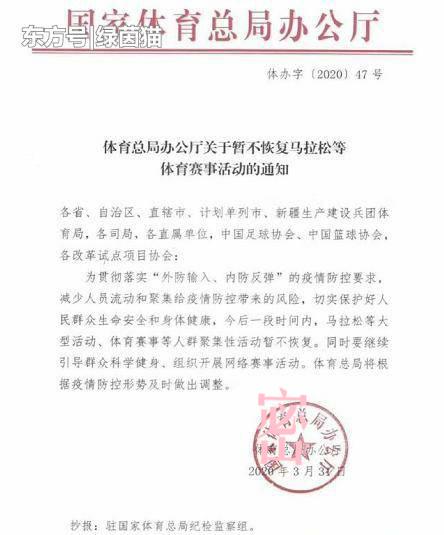 国家体育总局办公厅
东方号|绿茵猫
体办字〔2020〕47号
体育总局办公厅关于暂不恢复马拉松等
体育赛事活动的通知
各省、自治区、直辖市、计划单列市、新疆生产建设兵团体
育局,各司局,各直属单位,中国足球协会、中国篮球协会,
各改革试点项目协会:
为贯彻落实“外防输入、内防反弹”的疫情防控要求,
减少人员流动和聚集给疫情防控带来的风险,切实保护好人
民群众生命安全和身体健康,今后一段时间内,马拉松等大
型活动、体育赛事等人群聚集性活动暂不恢复。同时要继续
引导群众科学健身、组织开展网络赛事活动。体育总局将根
据疫情防控形势及时做出调整。
体育总局办公厅
2020年3月31日
抄报:驻国家体育总局纪检监察组。